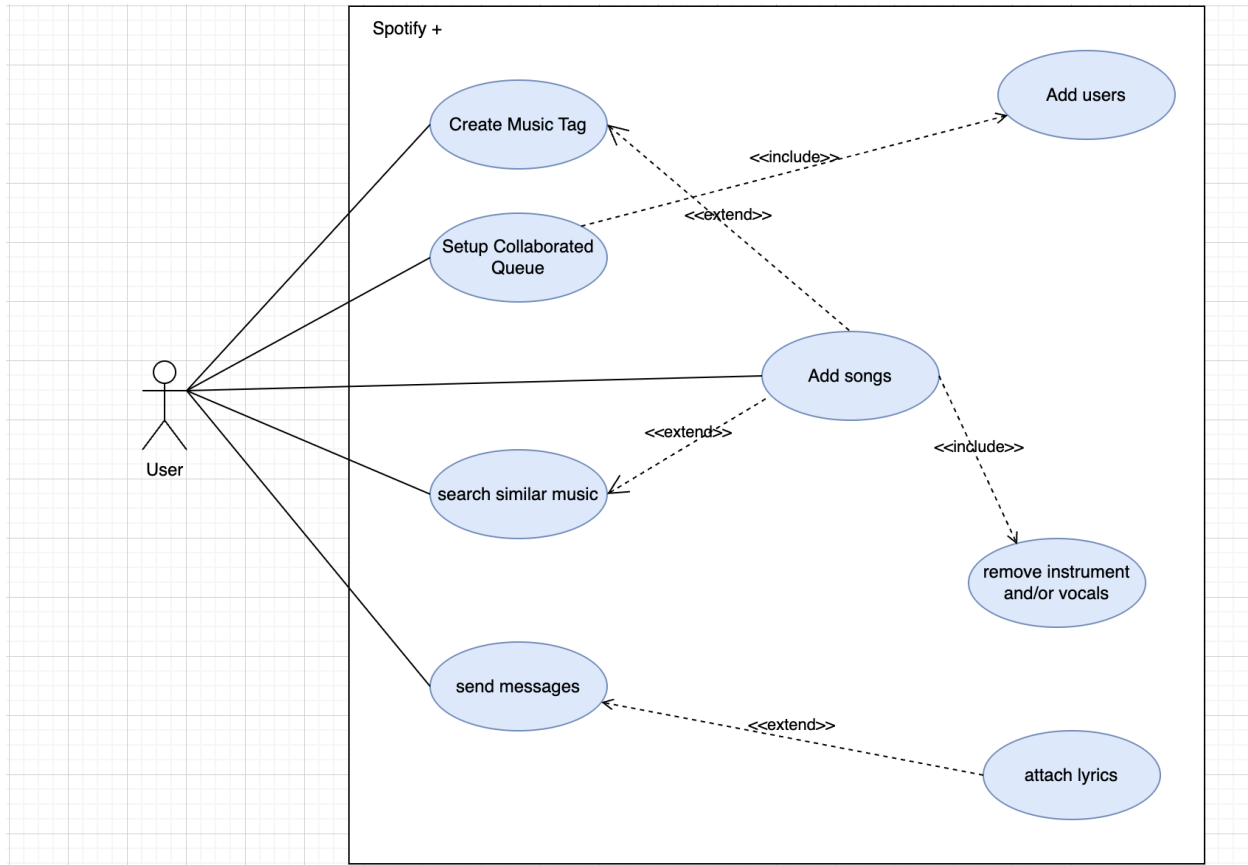 Spotify +
Create Music Tag
Add users
<<include>>
<<extend>>
Setup Collaborated
Queue
Add songs
<<extend>>
<<include>>
User
search similar music
remove instrument
and/or vocals
send messages
<<extend>>
attach lyrics